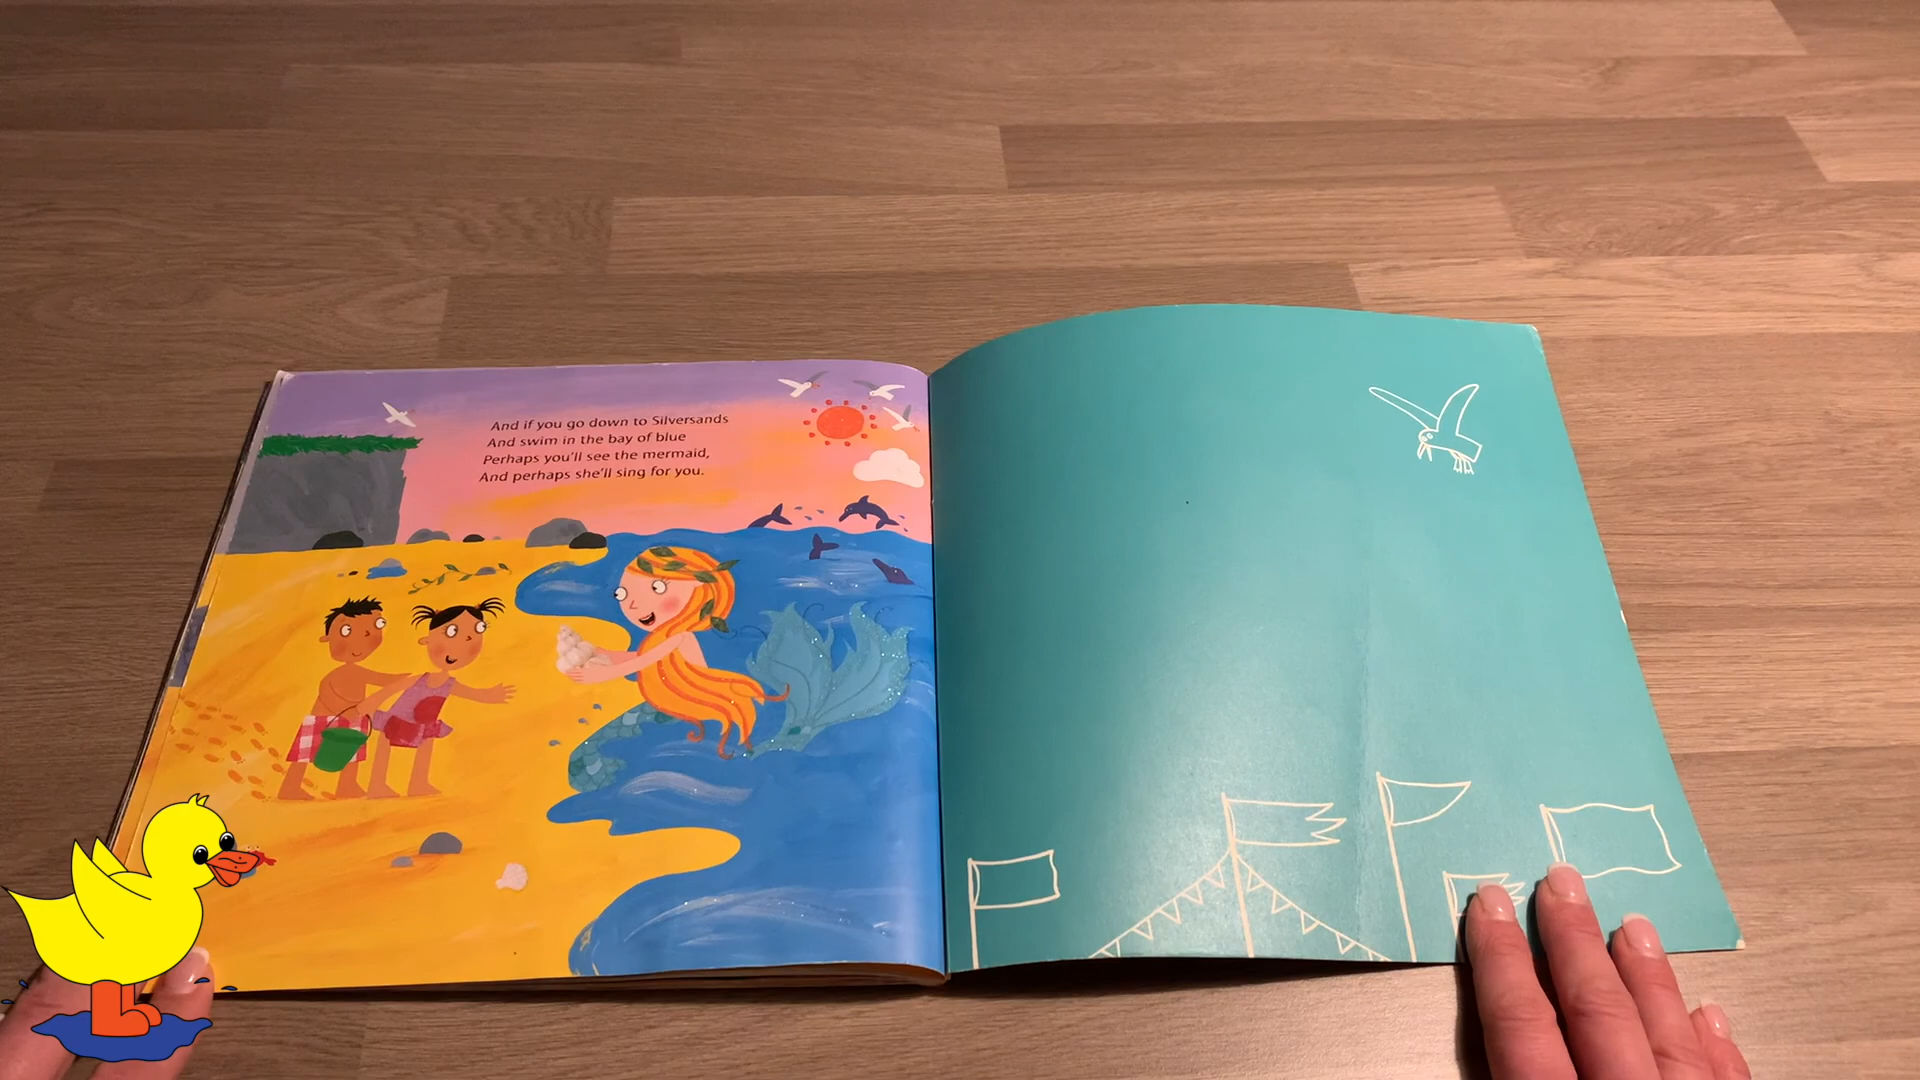 And if you go down to Silversands
And swim in the bay of blue
Perhaps you'll see the mermaid,
And perhaps she'll sing for you.